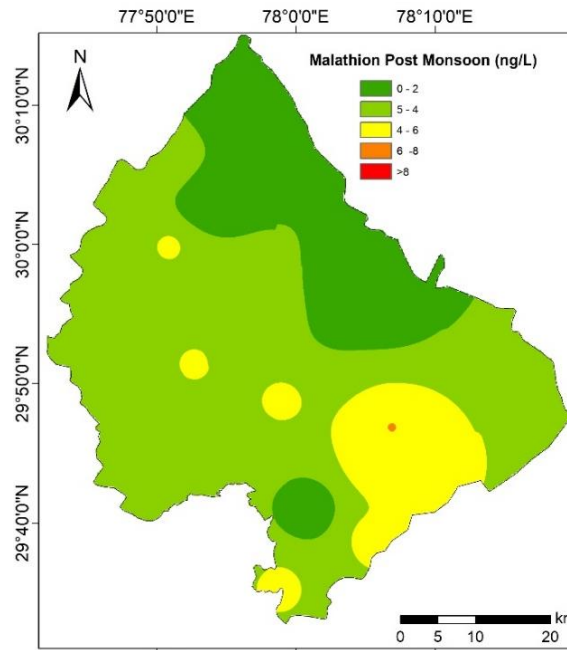 77°50'0"E 78°0'0"E 78°10'0"E
N
Malathion Post Monsoon (ng/L)
0 - 2
5 - 4
4 - 6
6 -8
>8
30°10'0"N
30°0'0"N
29°50'0"N
29°40'0"N
km
0 5 10 20